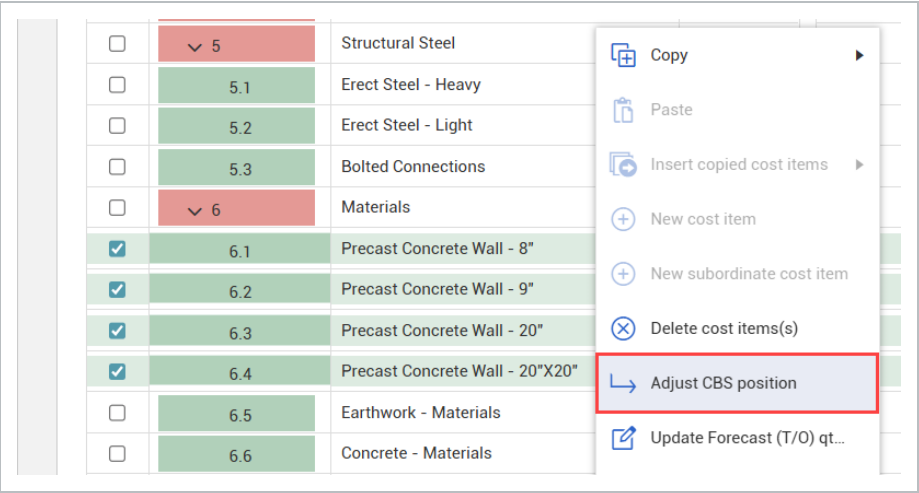 5 Structural Steel
5.1 Erect Steel - Heavy
5.2 Erect Steel - Light
5.3 Bolted Connections
6 Materials
6.1 Precast Concrete Wall - 8"
6.2 Precast Concrete Wall - 9"
6.3 Precast Concrete Wall - 20"
6.4 Precast Concrete Wall - 20"X20"
6.5 Earthwork - Materials
6.6 Concrete - Materials
Copy
Paste
Insert copied cost items
New cost item
New subordinate cost item
Delete cost items(s)
Adjust CBS position
Update Forecast (T/O) qt...